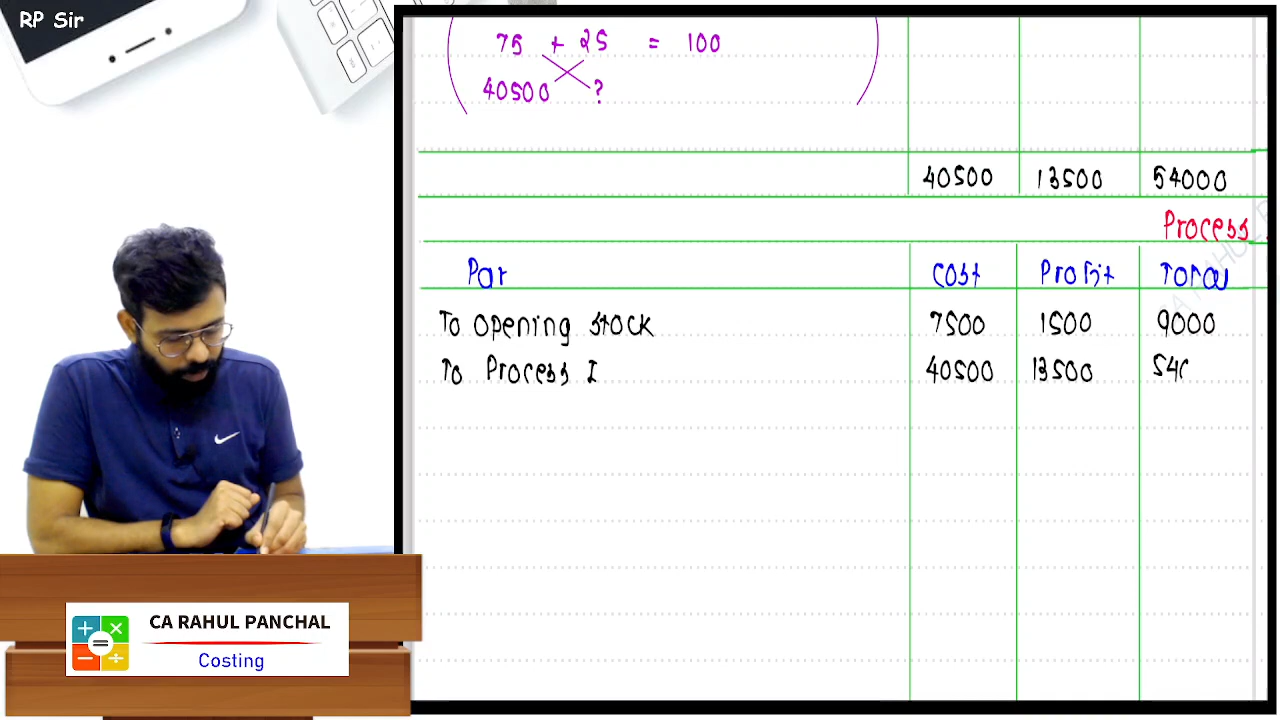 RP Sir
75 + 25 = 100
40500 ?
40500 13500 54000
Process
Par Cost Profit Total
To Opening Stock 7500 1500 9000
To Process I 40500 13500 540
CA RAHUL PANCHAL
Costing